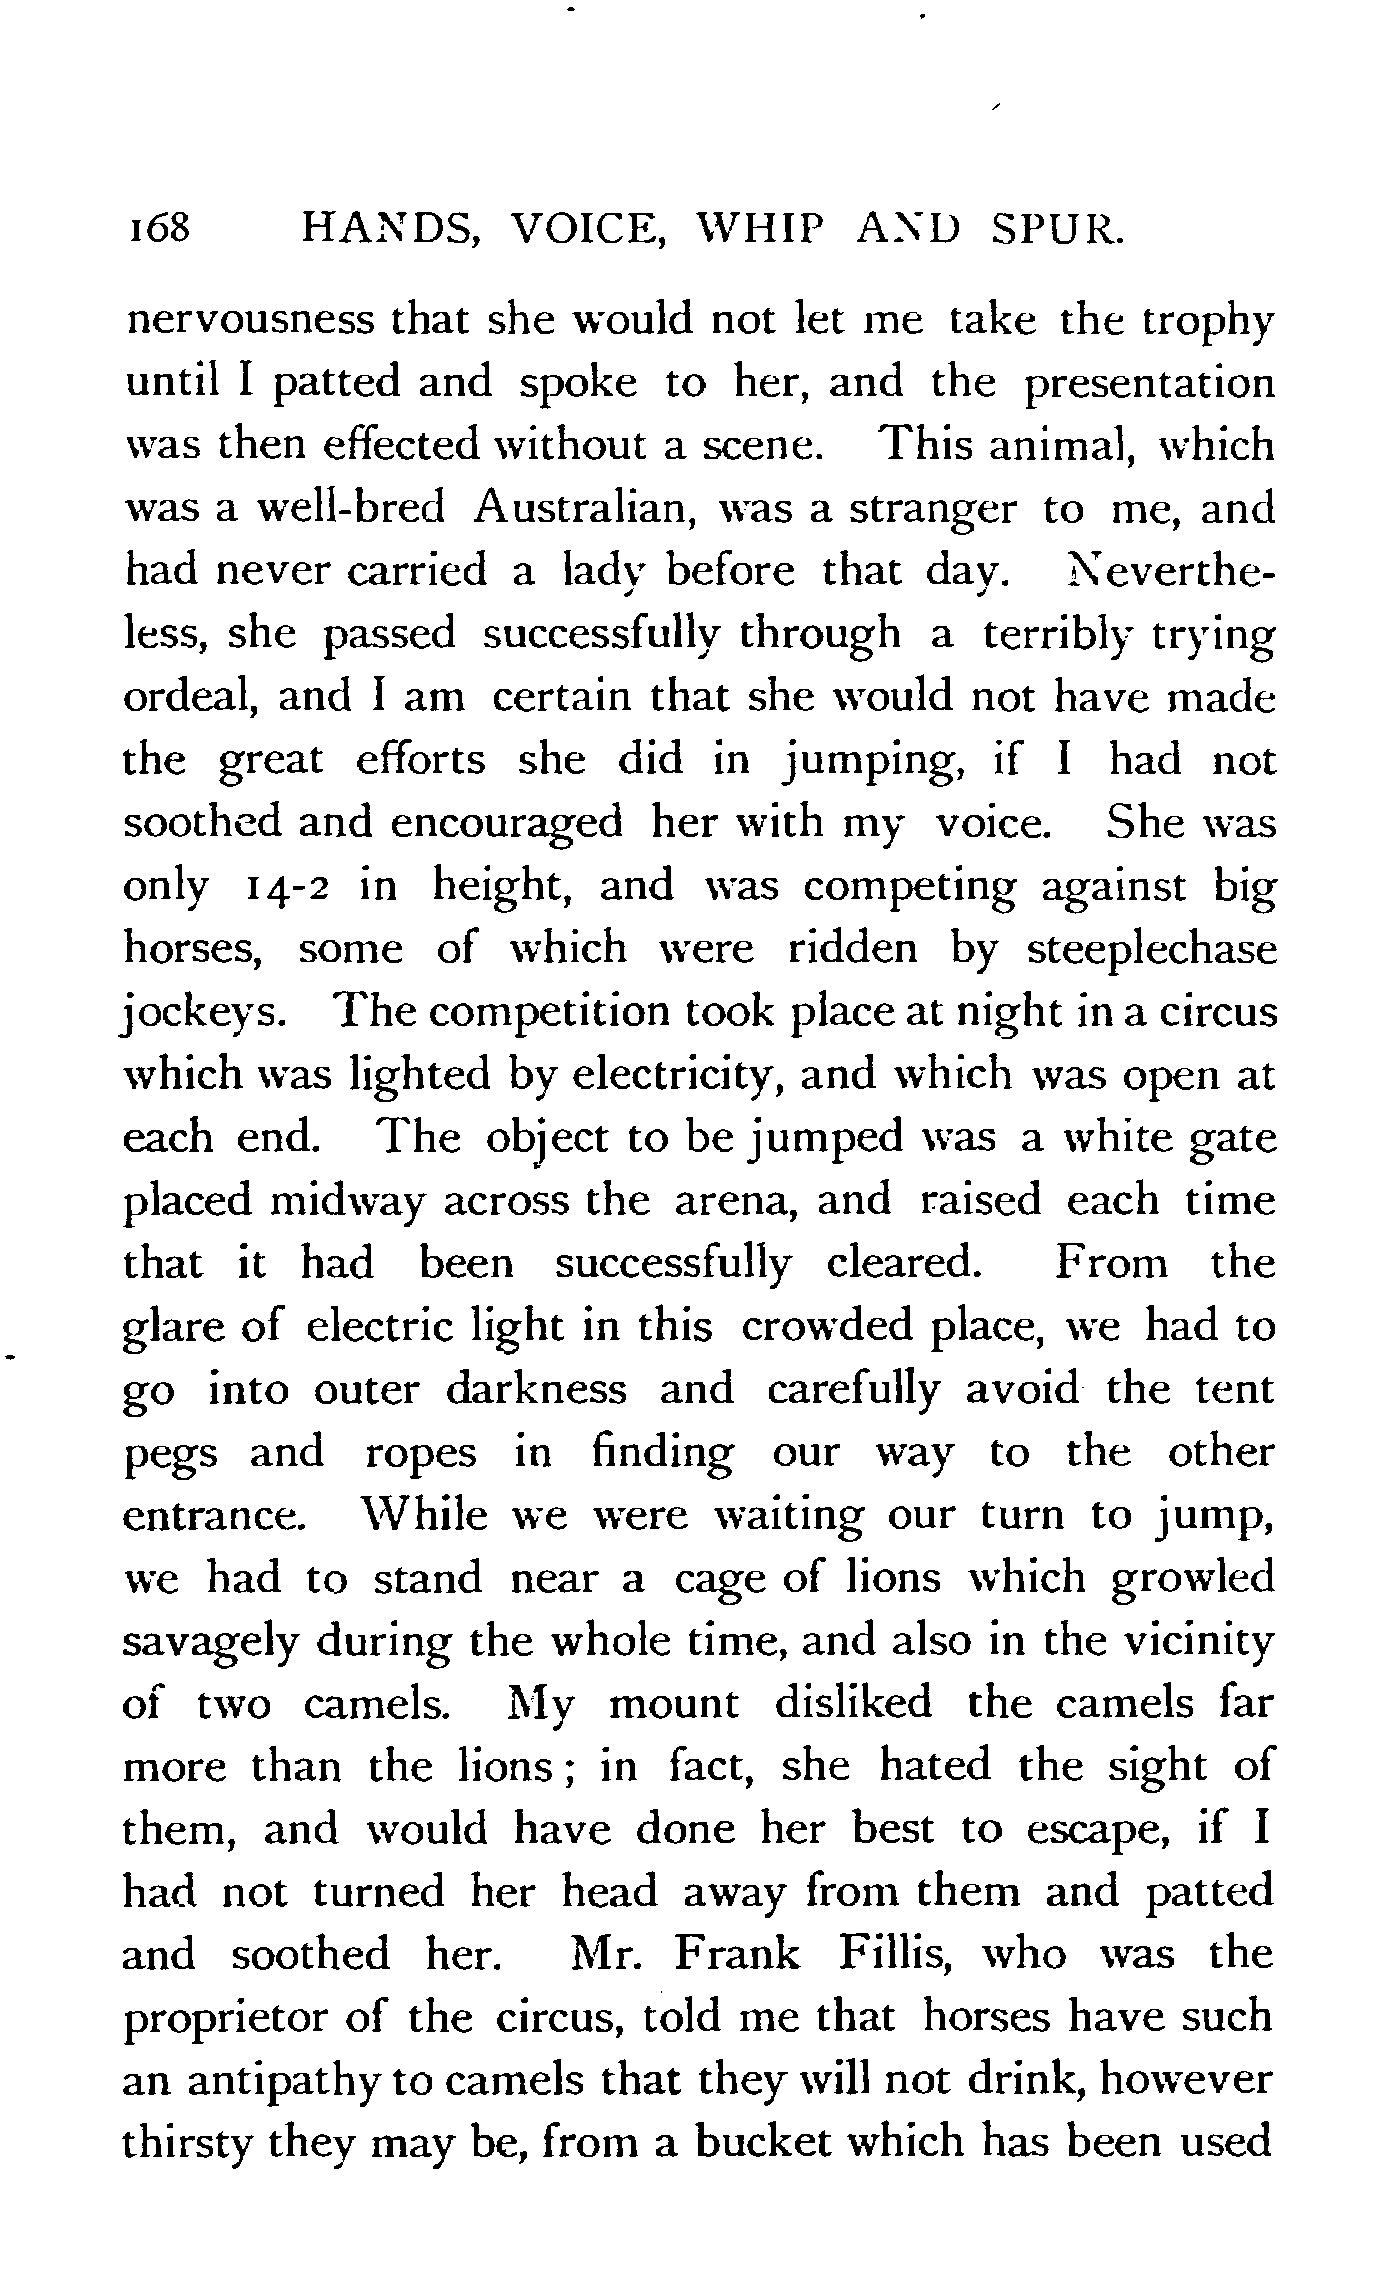 168 HANDS, VOICE, WHIP AND SPUR.
nervousness that she would not let me take the trophy
until I patted and spoke to her, and the presentation
was then effected without a scene. This animal, which
was a well-bred Australian, was a stranger to me, and
had never carried a lady before that day. Neverthe-
less, she passed successfully through a terribly trying
ordeal, and I am certain that she would not have made
the great efforts she did in jumping, if I had not
soothed and encouraged her with my voice. She was
only 14-2 in height, and was competing against big
horses, some of which were ridden by steeplechase
jockeys. The competition took place at night in a circus
which was lighted by electricity, and which was open at
each end. The object to be jumped was a white gate
placed midway across the arena, and raised each time
that it had been successfully cleared. From the
glare of electric light in this crowded place, we had to
go into outer darkness and carefully avoid the tent
pegs and ropes in finding our way to the other
entrance. While we were waiting our turn to jump,
we had to stand near a cage of lions which growled
savagely during the whole time, and also in the vicinity
of two camels. My mount disliked the camels far
more than the lions ; in fact, she hated the sight of
them, and would have done her best to escape, if I
had not turned her head away from them and patted
and soothed her. Mr. Frank Fillis, who was the
proprietor of the circus, told me that horses have such
an antipathy to camels that they will not drink, however
thirsty they may be, from a bucket which has been used